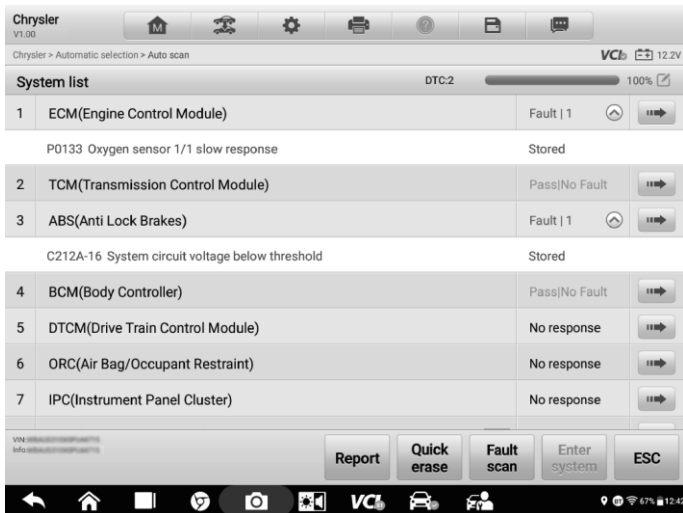 Chrysler
V1.00
M
?
Chrysler > Automatic selection > Auto scan
VCI 12.2V
System list DTC:2 100%
1 ECM(Engine Control Module) Fault | 1
P0133 Oxygen sensor 1/1 slow response Stored
2 TCM(Transmission Control Module) Pass|No Fault
3 ABS(Anti Lock Brakes) Fault | 1
C212A-16 System circuit voltage below threshold Stored
4 BCM(Body Controller) Pass|No Fault
5 DTCM(Drive Train Control Module) No response
6 ORC(Air Bag/Occupant Restraint) No response
7 IPC(Instrument Panel Cluster) No response
VIN:
Info:
Report
Quick
erase
Fault
scan
Enter
system
ESC
VCI
67% 12:42